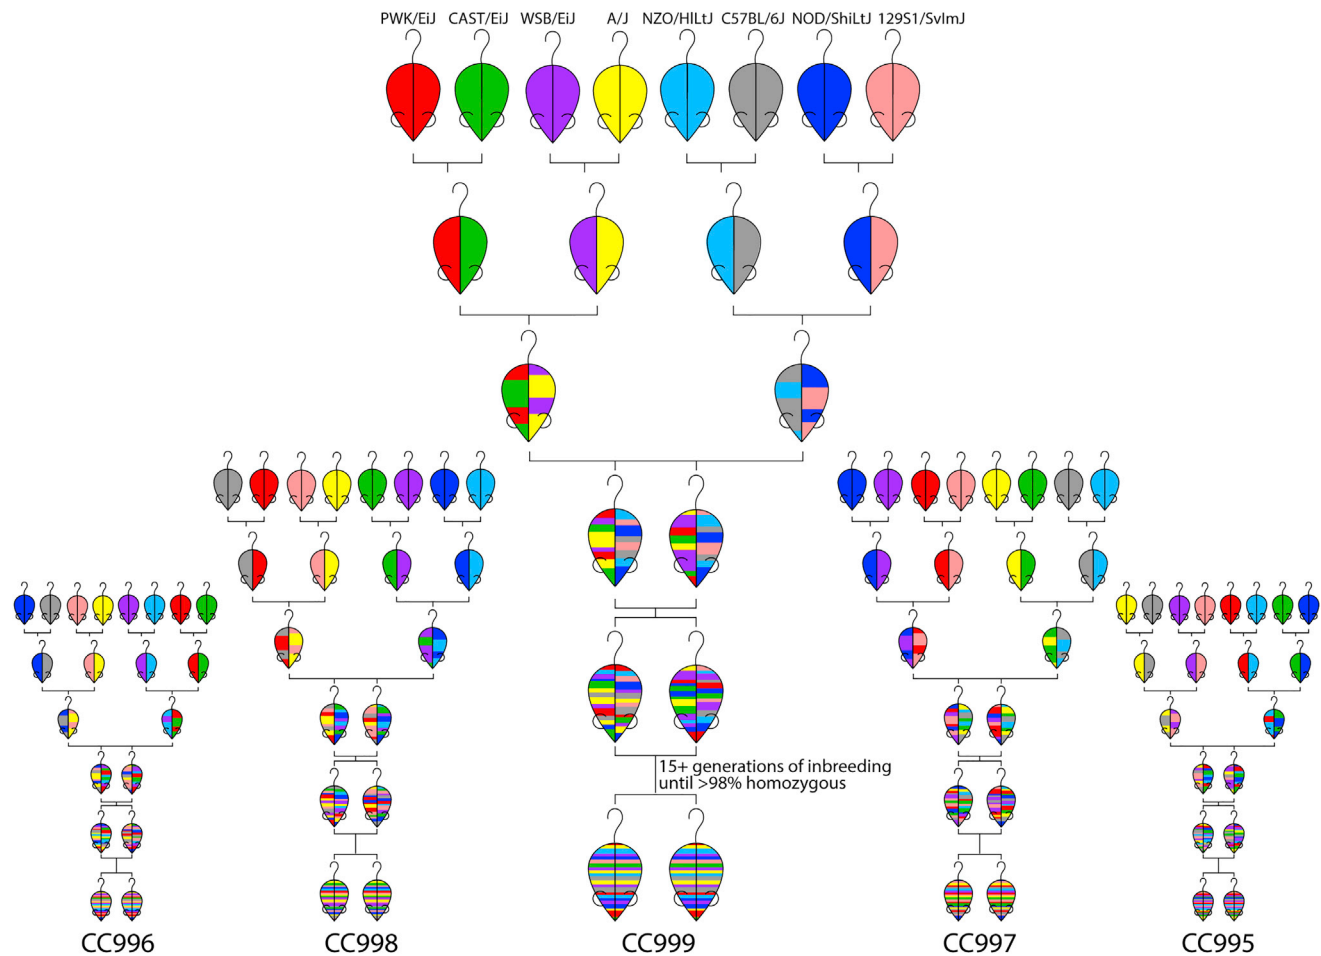 PWK/EiJ CAST/EiJ WSB/EiJ A/J NZO/HILtJ C57BL/6J NOD/ShiLtJ 129S1/SvImJ
15+ generations of inbreeding
until >98% homozygous
CC996 CC998 CC999 CC997 CC995